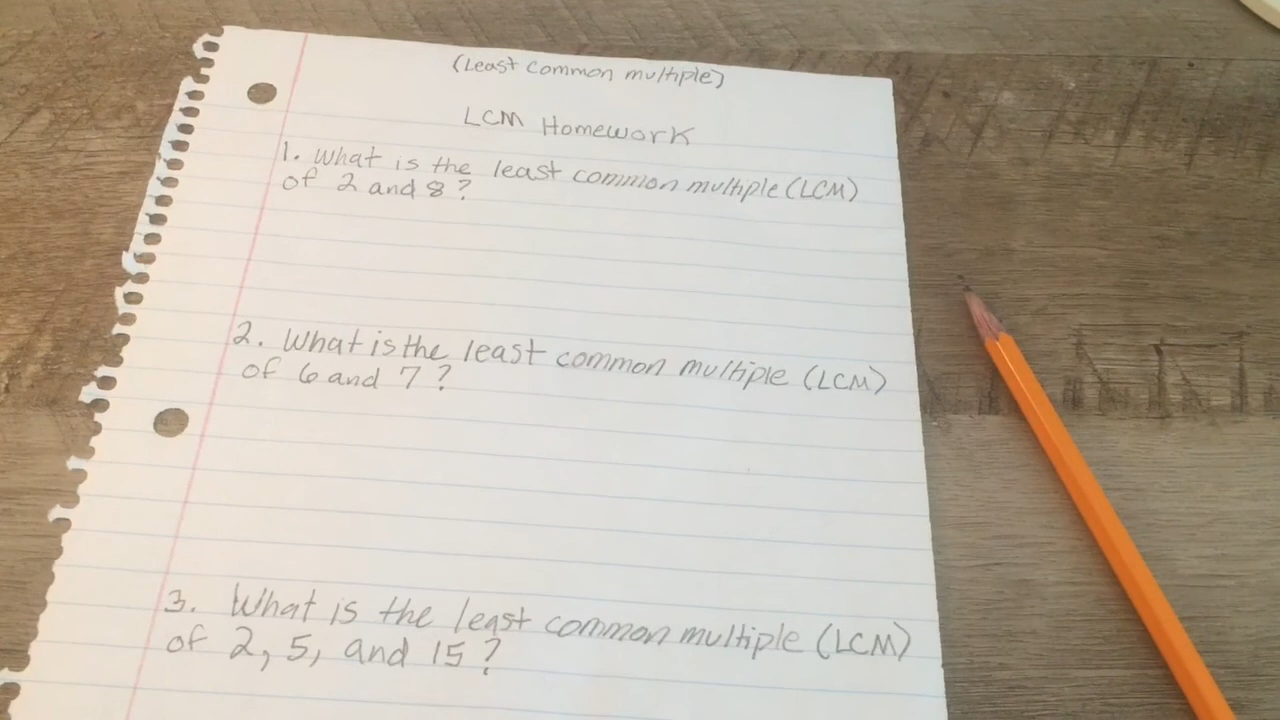 (Least common multiple)
LCM Homework
1. What is the least common multiple (LCM)
of 2 and 8?
2. What is the least common multiple (LCM)
of 6 and 7?
3. What is the least common multiple (LCM)
of 2, 5, and 15?